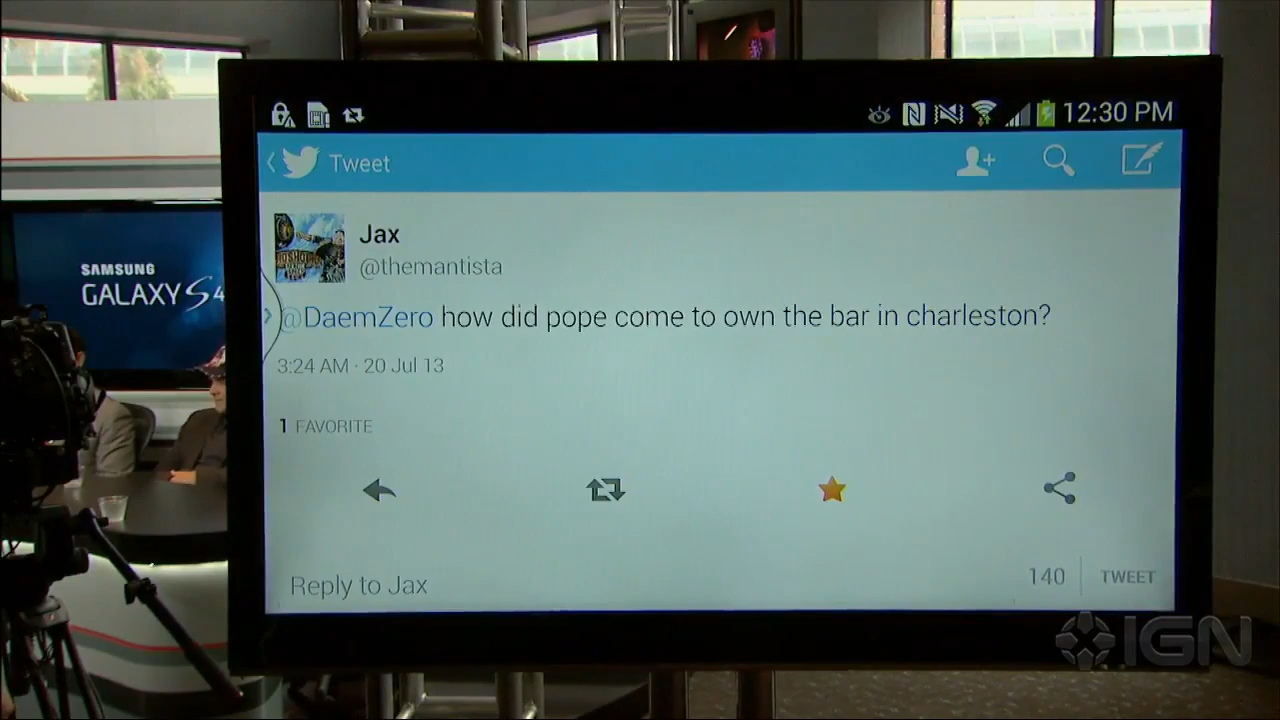 12:30 PM
Tweet
Jax
@themantista
@DaemZero how did pope come to own the bar in charleston?
3:24 AM · 20 Jul 13
1 FAVORITE
Reply to Jax
140
TWEET
SAMSUNG
GALAXY S4
IGN